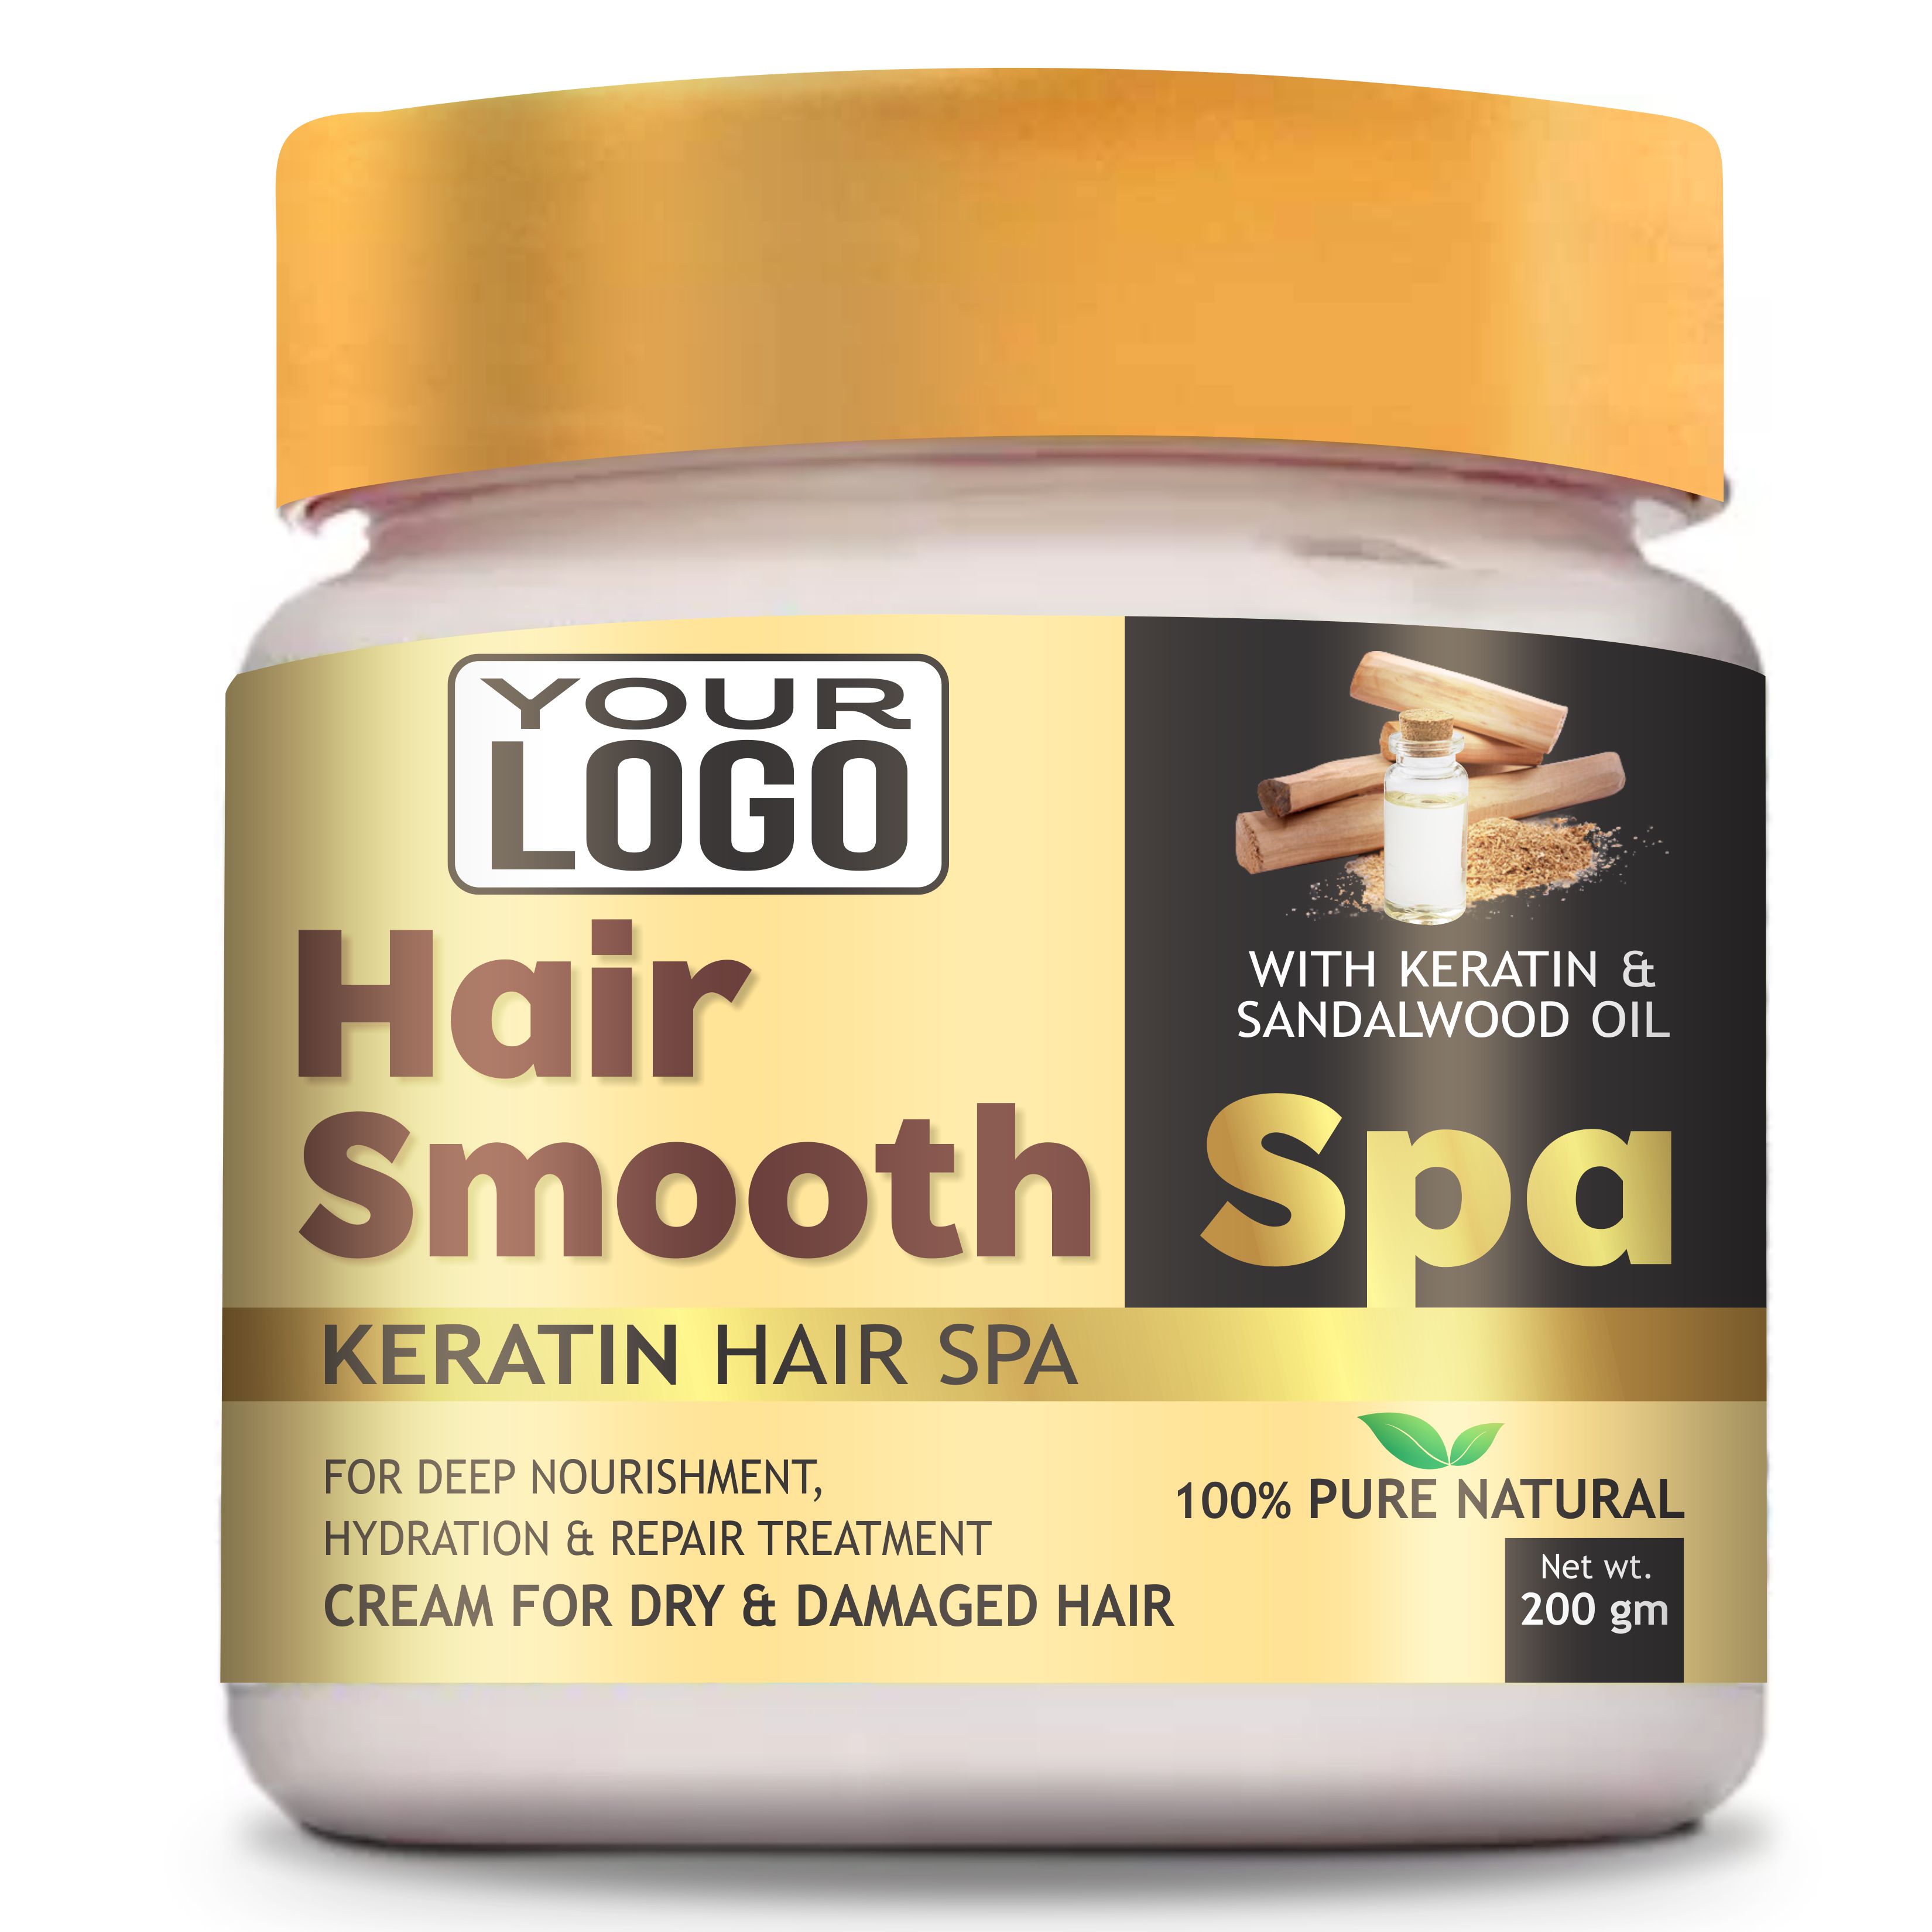 YOUR
LOGO
Hair
Smooth
WITH KERATIN &
SANDALWOOD OIL
Spa
KERATIN HAIR SPA
FOR DEEP NOURISHMENT,
HYDRATION & REPAIR TREATMENT
CREAM FOR DRY & DAMAGED HAIR
100% PURE NATURAL
Net wt.
200 gm